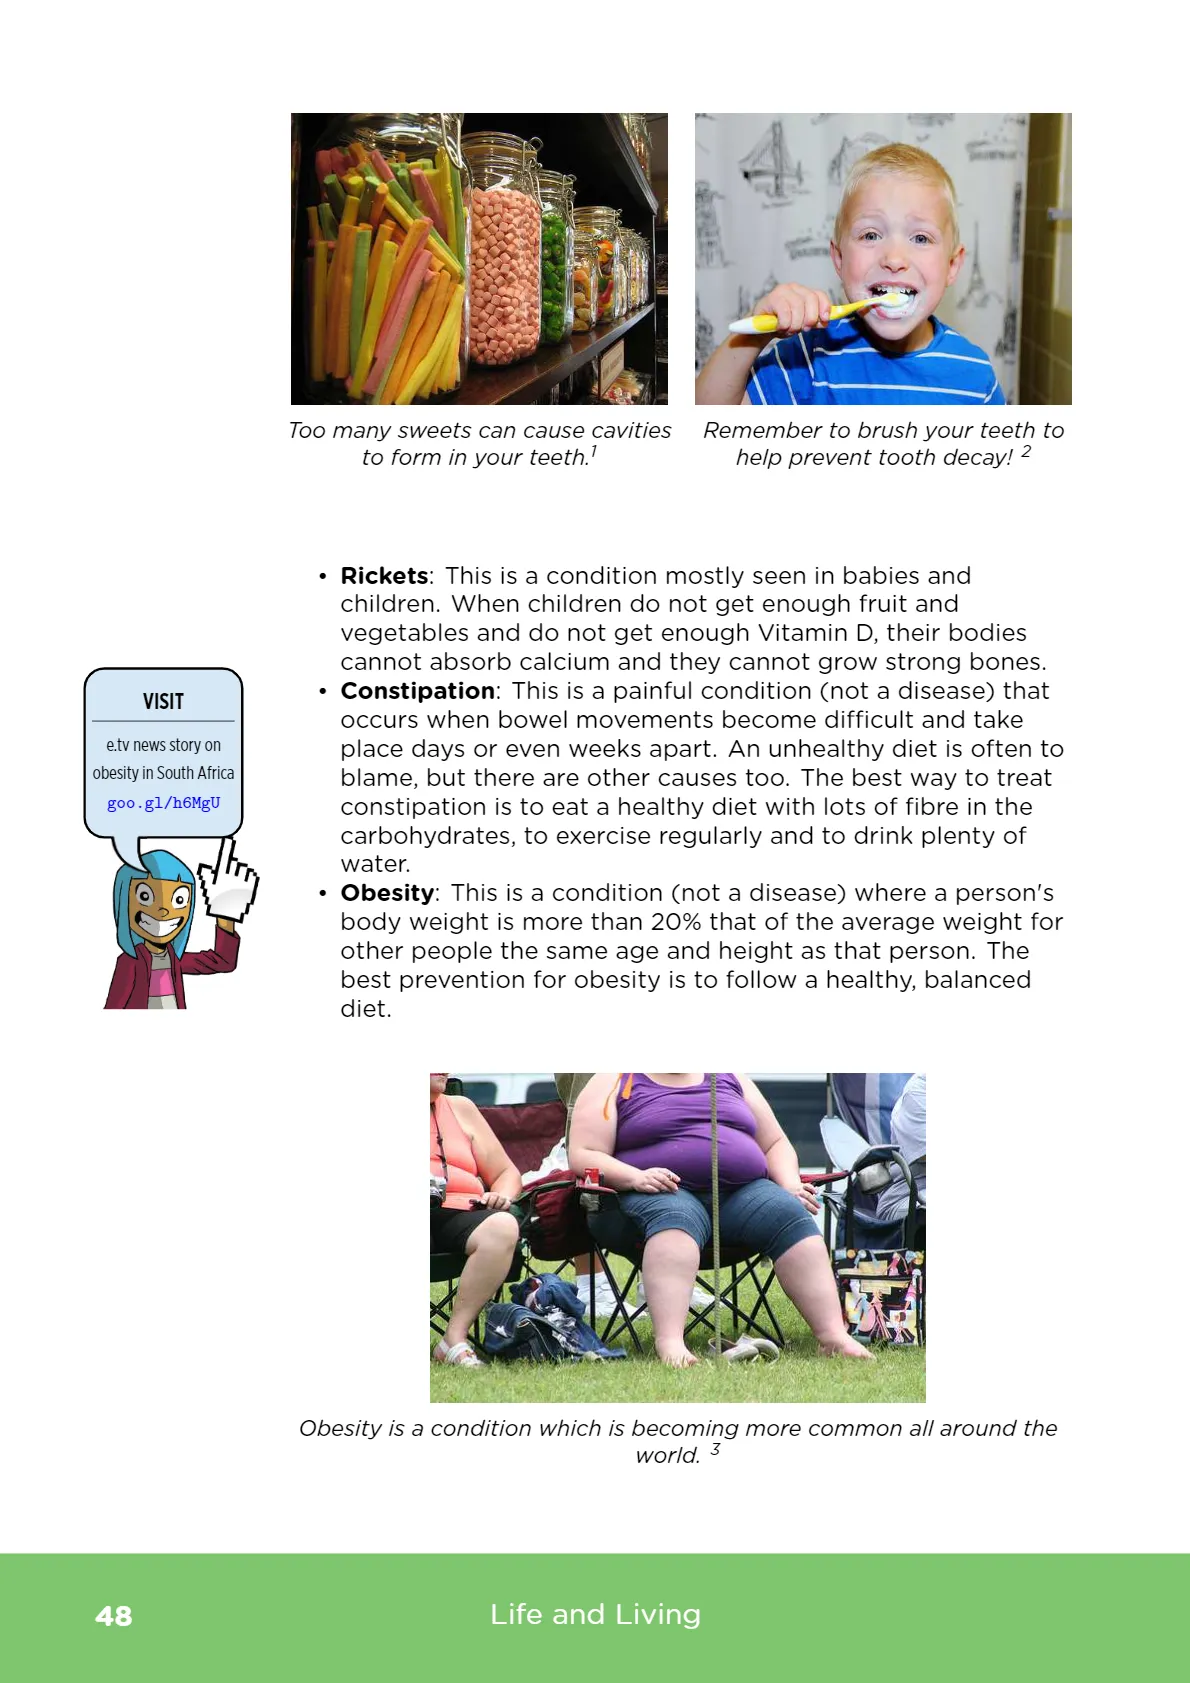 Too many sweets can cause cavities
to form in your teeth.1
Remember to brush your teeth to
help prevent tooth decay! 2
• Rickets: This is a condition mostly seen in babies and
children. When children do not get enough fruit and
vegetables and do not get enough Vitamin D, their bodies
cannot absorb calcium and they cannot grow strong bones.
• Constipation: This is a painful condition (not a disease) that
occurs when bowel movements become difficult and take
place days or even weeks apart. An unhealthy diet is often to
blame, but there are other causes too. The best way to treat
constipation is to eat a healthy diet with lots of fibre in the
carbohydrates, to exercise regularly and to drink plenty of
water.
• Obesity: This is a condition (not a disease) where a person's
body weight is more than 20% that of the average weight for
other people the same age and height as that person. The
best prevention for obesity is to follow a healthy, balanced
diet.
VISIT
e.tv news story on
obesity in South Africa
goo.gl/h6MgU
Obesity is a condition which is becoming more common all around the
world. 3
48
Life and Living